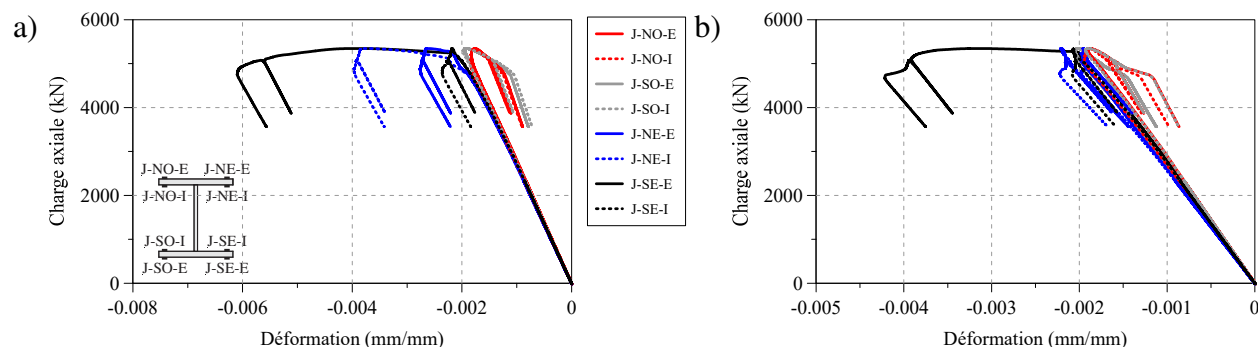 a)
6000
4000
2000
0
Charge axiale (kN)
-0.008
-0.006
-0.004
-0.002
0
Déformation (mm/mm)
J-NO-E J-NE-E
J-NO-I J-NE-I
J-SO-I J-SE-I
J-SO-E J-SE-E
J-NO-E
J-NO-I
J-SO-E
J-SO-I
J-NE-E
J-NE-I
J-SE-E
J-SE-I
b)
6000
4000
2000
0
Charge axiale (kN)
-0.005
-0.004
-0.003
-0.002
-0.001
0
Déformation (mm/mm)